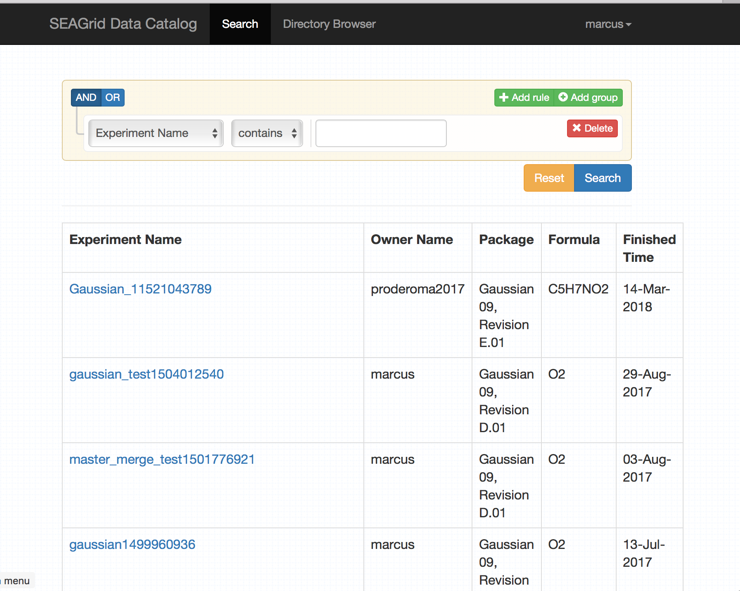 SEAGrid Data Catalog Search Directory Browser marcus
AND OR Add rule Add group
Experiment Name contains Delete
Reset Search
Experiment Name Owner Name Package Formula Finished
Time
Gaussian_11521043789 proderoma2017 Gaussian C5H7NO2 14-Mar-
09, 2018
Revision
E.01
gaussian_test1504012540 marcus Gaussian O2 29-Aug-
09, 2017
Revision
D.01
master_merge_test1501776921 marcus Gaussian O2 03-Aug-
09, 2017
Revision
D.01
gaussian1499960936 marcus Gaussian O2 13-Jul-
09, 2017
Revision
menu